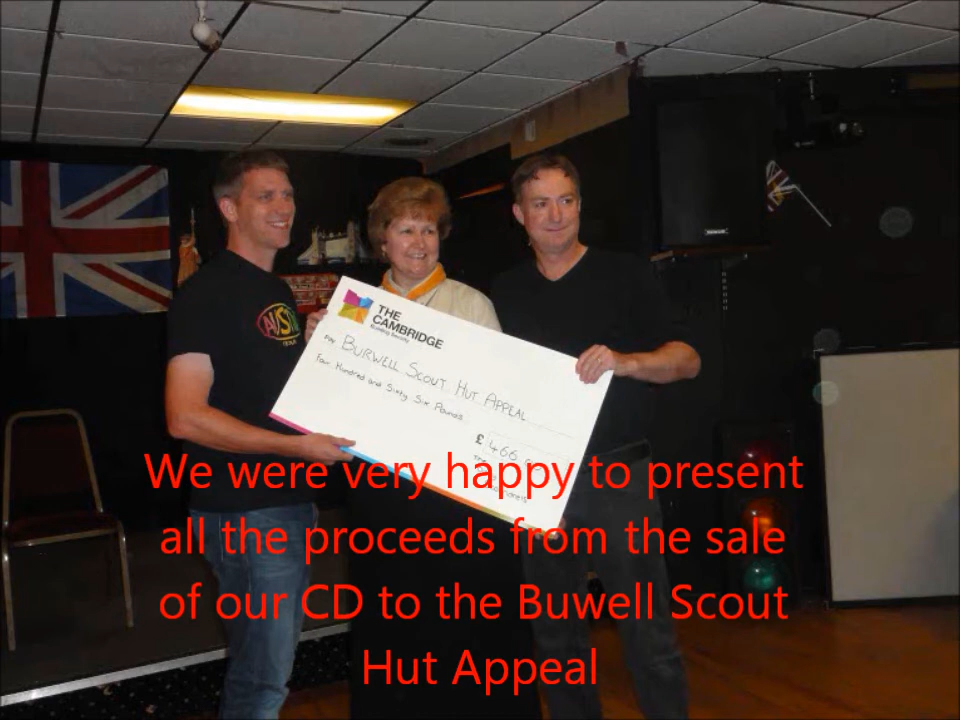 AUSTIN
THE
CAMBRIDGE
Building Society
Pay BURWELL SCOUT HUT APPEAL
Four Hundred and Sixty Six Pounds
£ 466
We were very happy to present
all the proceeds from the sale
of our CD to the Buwell Scout
Hut Appeal